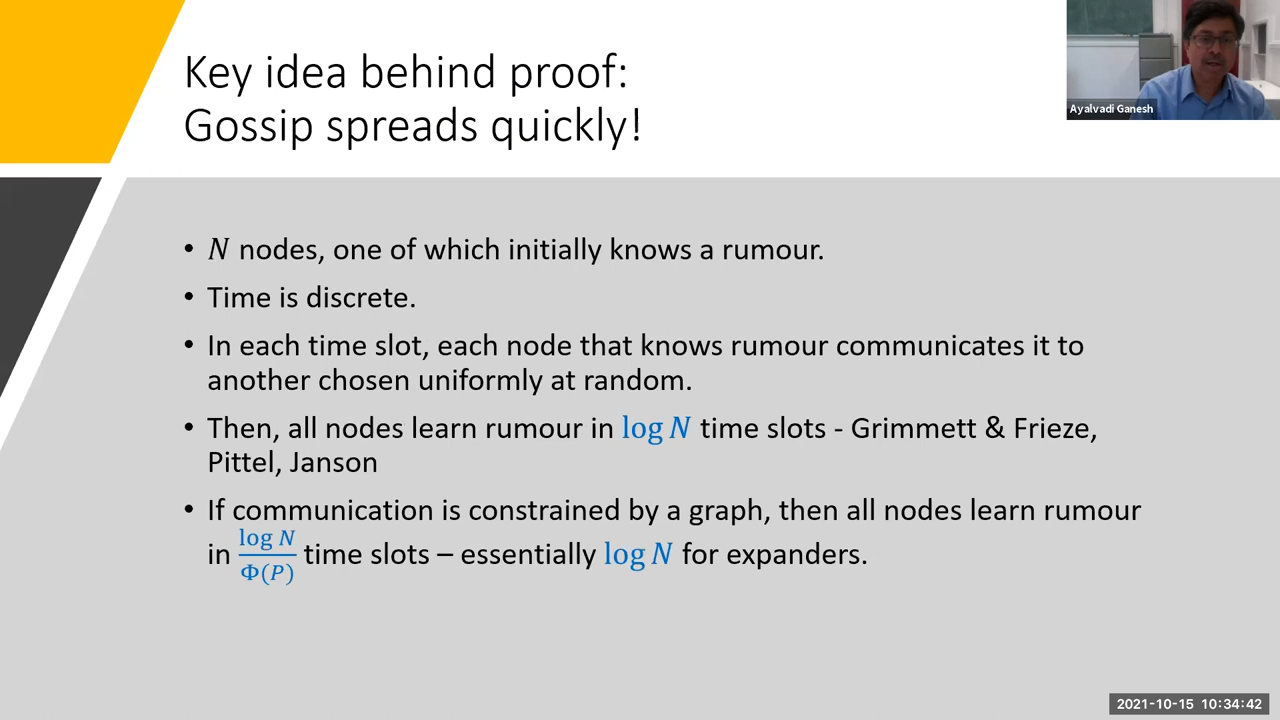 Key idea behind proof:
Gossip spreads quickly!
Ayalvadi Ganesh
• N nodes, one of which initially knows a rumour.
• Time is discrete.
• In each time slot, each node that knows rumour communicates it to
another chosen uniformly at random.
• Then, all nodes learn rumour in log N time slots - Grimmett & Frieze,
Pittel, Janson
• If communication is constrained by a graph, then all nodes learn rumour
in log N / Φ(P) time slots – essentially log N for expanders.
2021-10-15 10:34:42